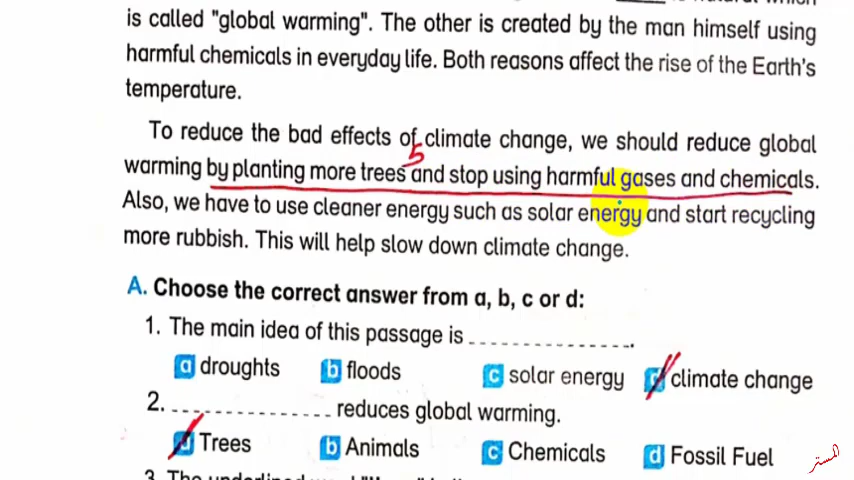 is called "global warming". The other is created by the man himself using
harmful chemicals in everyday life. Both reasons affect the rise of the Earth's
temperature.
To reduce the bad effects of climate change, we should reduce global
5
warming by planting more trees and stop using harmful gases and chemicals.
Also, we have to use cleaner energy such as solar energy and start recycling
more rubbish. This will help slow down climate change.
A. Choose the correct answer from a, b, c or d:
1. The main idea of this passage is _ _ _ _ _ _ _ _ _ _ _ _ _ _ .
a droughts b floods c solar energy d climate change
2. _ _ _ _ _ _ _ _ _ _ _ _ _ _ reduces global warming.
a Trees b Animals c Chemicals d Fossil Fuel